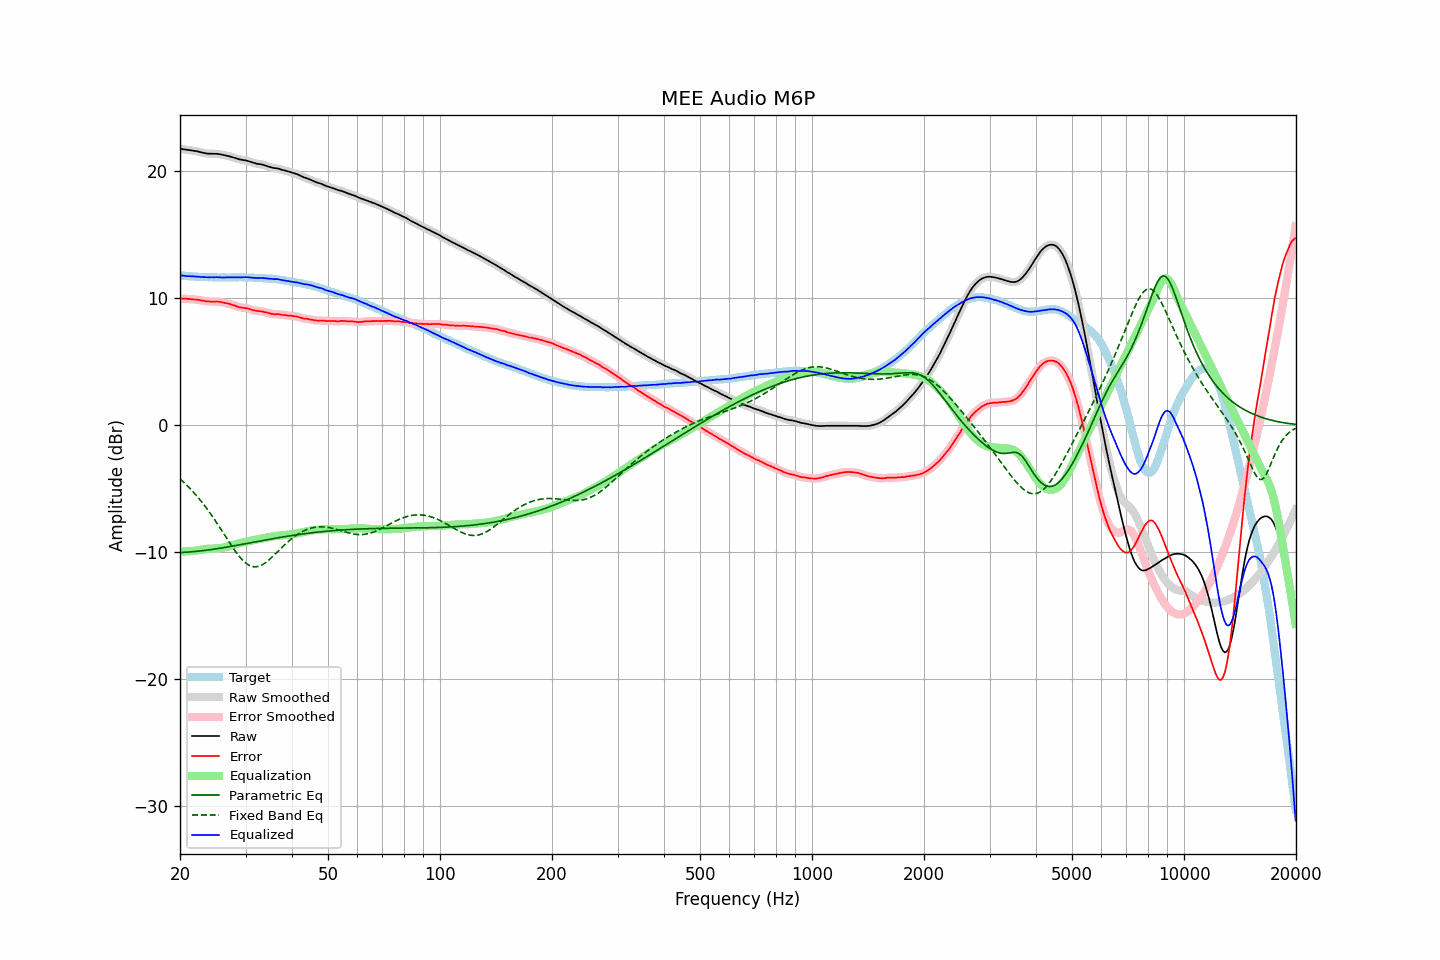 MEE Audio M6P
Amplitude (dBr)
20
10
0
−10
−20
−30
Target
Raw Smoothed
Error Smoothed
Raw
Error
Equalization
Parametric Eq
Fixed Band Eq
Equalized
20 50 100 200 500 1000 2000 5000 10000 20000
Frequency (Hz)